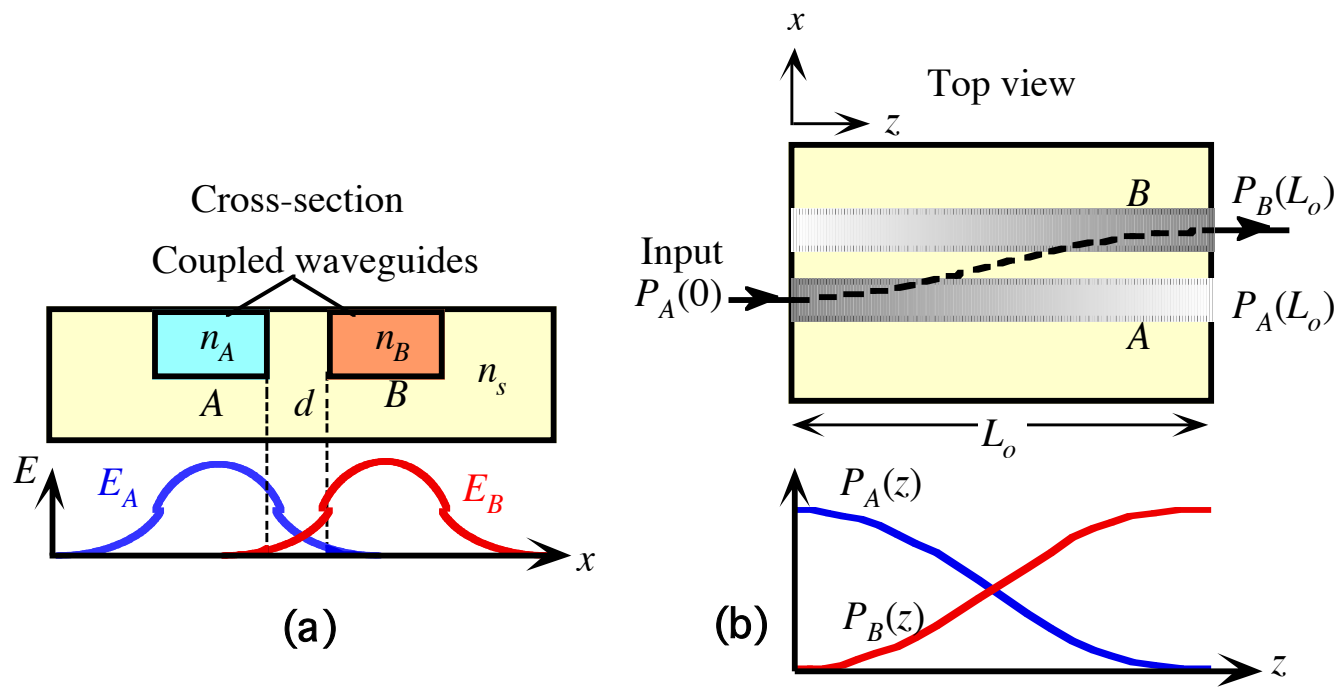 Cross-section
Coupled waveguides
n_A
n_B
n_s
A
d
B
E
E_A
E_B
x
(a)
x
Top view
z
B
P_B(L_o)
Input
P_A(0)
P_A(L_o)
A
L_o
P_A(z)
P_B(z)
z
(b)